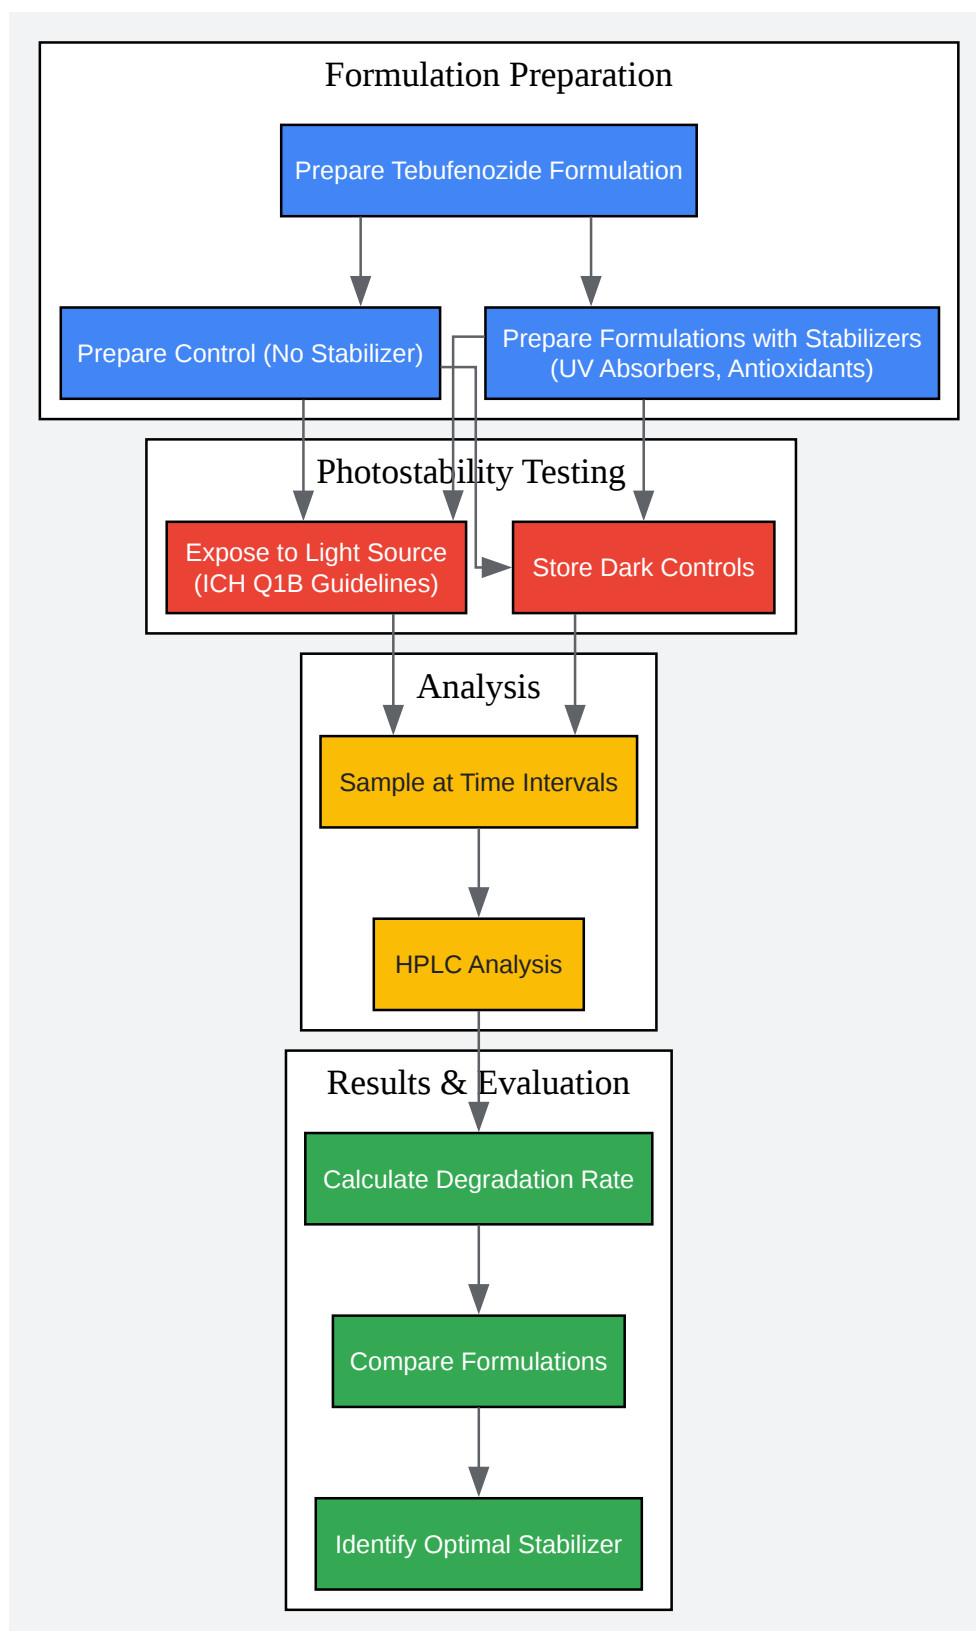 Formulation Preparation
Prepare Tebufenozide Formulation
Prepare Control (No Stabilizer)
Prepare Formulations with Stabilizers
(UV Absorbers, Antioxidants)
Photostability Testing
Expose to Light Source
(ICH Q1B Guidelines)
Store Dark Controls
Analysis
Sample at Time Intervals
HPLC Analysis
Results & Evaluation
Calculate Degradation Rate
Compare Formulations
Identify Optimal Stabilizer